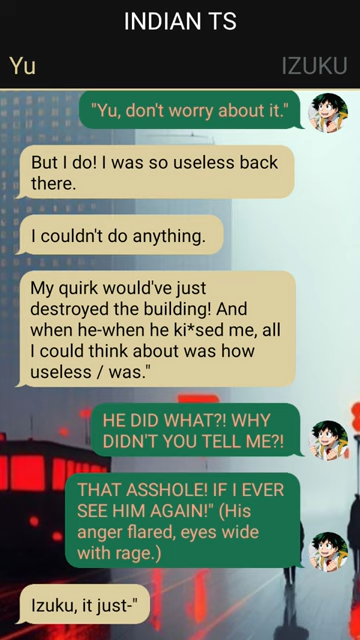 INDIAN TS
Yu IZUKU
"Yu, don't worry about it."
But I do! I was so useless back
there.
I couldn't do anything.
My quirk would've just
destroyed the building! And
when he-when he ki*sed me, all
I could think about was how
useless / was."
HE DID WHAT?! WHY
DIDN'T YOU TELL ME?!
THAT ASSHOLE! IF I EVER
SEE HIM AGAIN!" (His
anger flared, eyes wide
with rage.)
Izuku, it just-"